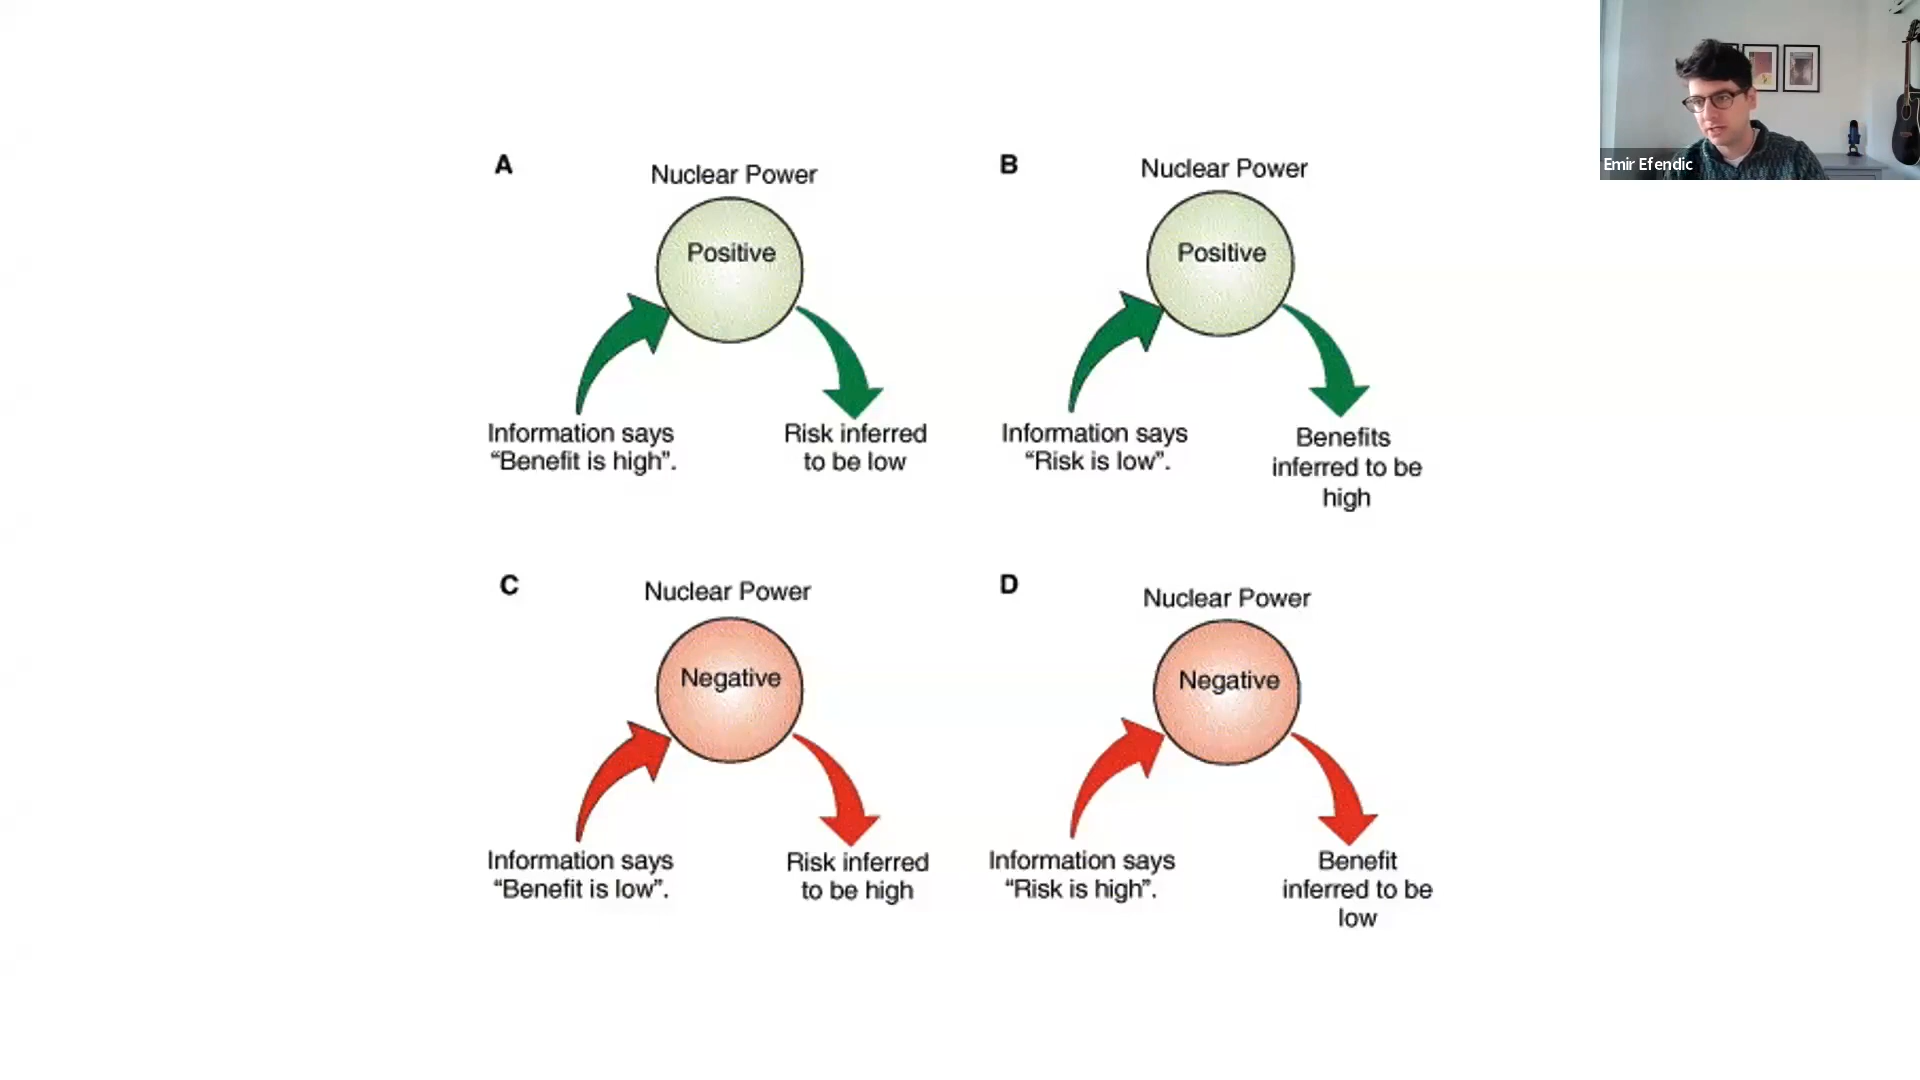 Emir Efendic
A
Nuclear Power
Positive
Information says
“Benefit is high”.
Risk inferred
to be low
B
Nuclear Power
Positive
Information says
“Risk is low”.
Benefits
inferred to be
high
C
Nuclear Power
Negative
Information says
“Benefit is low”.
Risk inferred
to be high
D
Nuclear Power
Negative
Information says
“Risk is high”.
Benefit
inferred to be
low